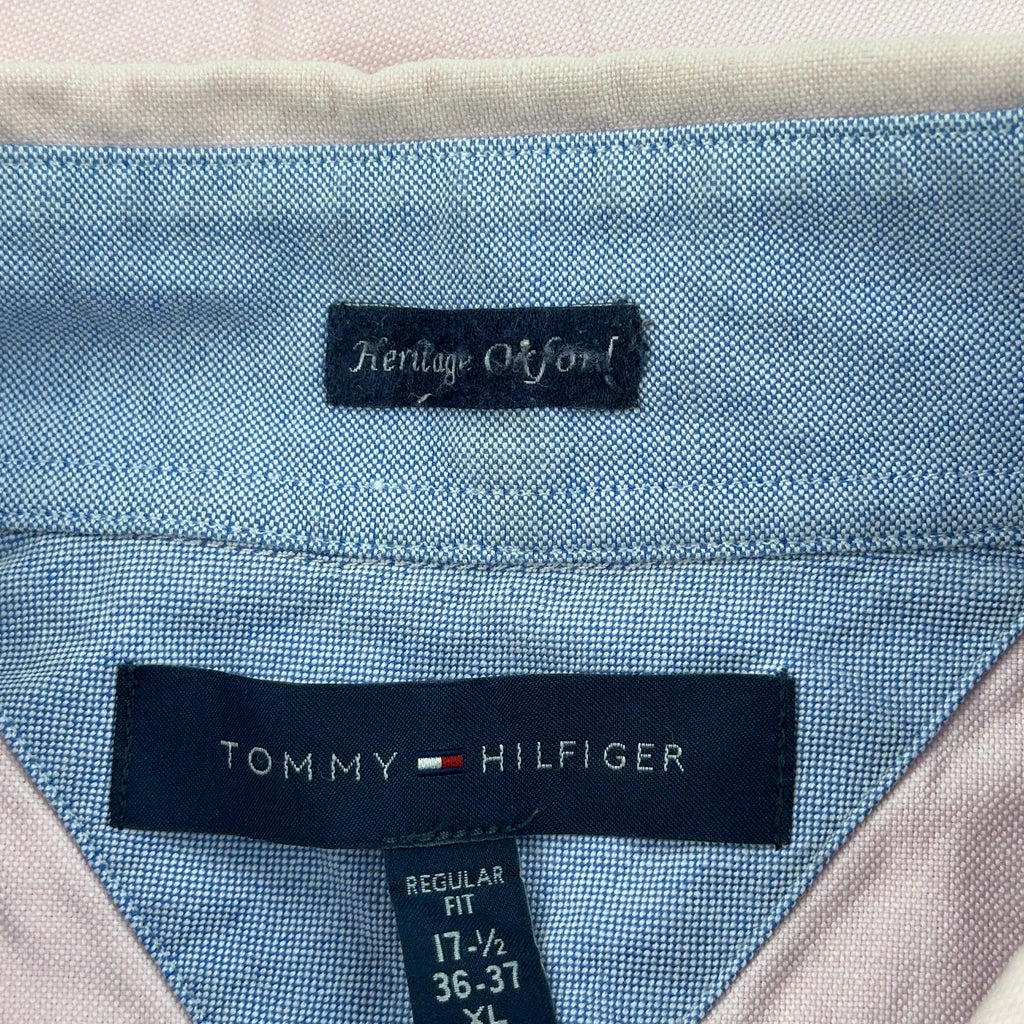 Heritage Oxford
TOMMY HILFIGER
REGULAR
FIT
17-½
36-37
XL